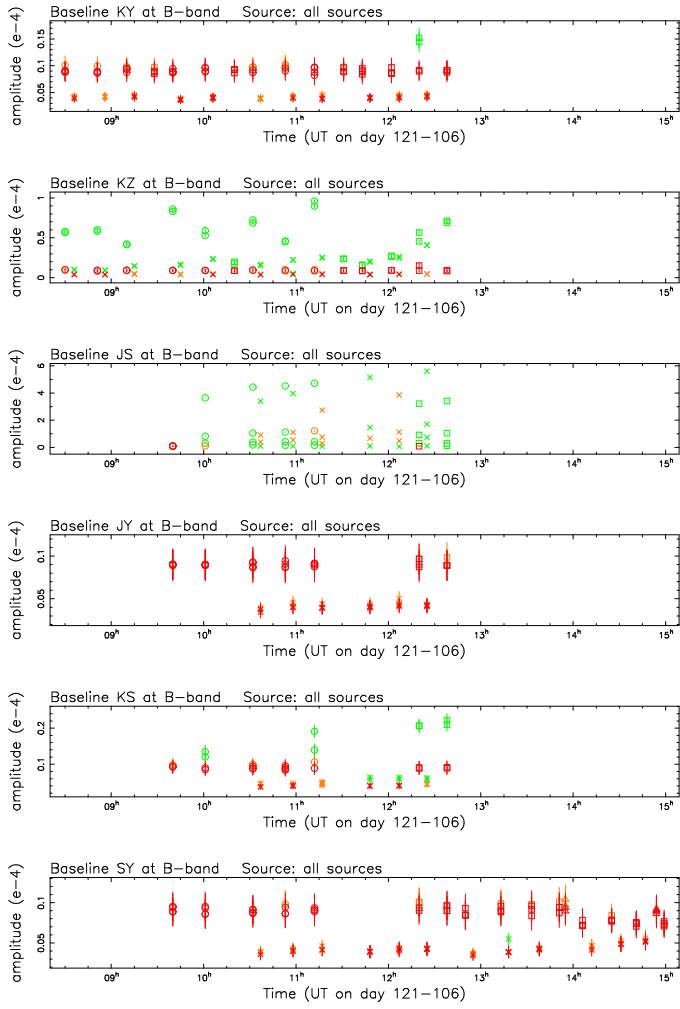 Baseline KY at B-band Source: all sources
amplitude (e-4)
0.05 0.1 0.15
09h 10h 11h 12h 13h 14h 15h
Time (UT on day 121-106)
Baseline KZ at B-band Source: all sources
amplitude (e-4)
0 0.5 1
09h 10h 11h 12h 13h 14h 15h
Time (UT on day 121-106)
Baseline JS at B-band Source: all sources
amplitude (e-4)
0 2 4 6
09h 10h 11h 12h 13h 14h 15h
Time (UT on day 121-106)
Baseline JY at B-band Source: all sources
amplitude (e-4)
0.05 0.1
09h 10h 11h 12h 13h 14h 15h
Time (UT on day 121-106)
Baseline KS at B-band Source: all sources
amplitude (e-4)
0.1 0.2
09h 10h 11h 12h 13h 14h 15h
Time (UT on day 121-106)
Baseline SY at B-band Source: all sources
amplitude (e-4)
0.05 0.1
09h 10h 11h 12h 13h 14h 15h
Time (UT on day 121-106)